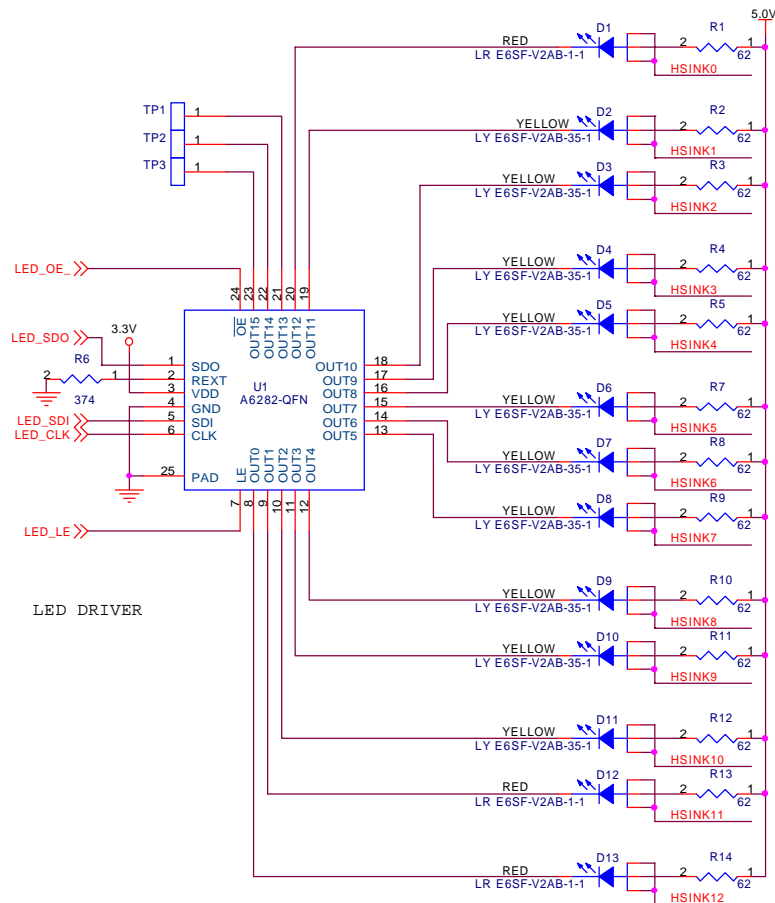 5.0V
D1 R1
RED 2 1
LR E6SF-V2AB-1-1 62
HSINK0
TP1 1
TP2 1
TP3 1
D2 R2
YELLOW 2 1
LY E6SF-V2AB-35-1 62
HSINK1
D3 R3
YELLOW 2 1
LY E6SF-V2AB-35-1 62
HSINK2
D4 R4
YELLOW 2 1
LY E6SF-V2AB-35-1 62
HSINK3
D5 R5
YELLOW 2 1
LY E6SF-V2AB-35-1 62
HSINK4
LED_OE_
24 23 22 21 20 19
OE OUT15 OUT14 OUT13 OUT12 OUT11
LED_SDO
3.3V
R6
2 1
374
LED_SDI
LED_CLK
1 SDO
2 REXT
3 VDD
4 GND
5 SDI
6 CLK
25 PAD
U1
A6282-QFN
OUT10 18
OUT9 17
OUT8 16
OUT7 15
OUT6 14
OUT5 13
LE OUT0 OUT1 OUT2 OUT3 OUT4
7 8 9 10 11 12
LED_LE
LED DRIVER
D6 R7
YELLOW 2 1
LY E6SF-V2AB-35-1 62
HSINK5
D7 R8
YELLOW 2 1
LY E6SF-V2AB-35-1 62
HSINK6
D8 R9
YELLOW 2 1
LY E6SF-V2AB-35-1 62
HSINK7
D9 R10
YELLOW 2 1
LY E6SF-V2AB-35-1 62
HSINK8
D10 R11
YELLOW 2 1
LY E6SF-V2AB-35-1 62
HSINK9
D11 R12
YELLOW 2 1
LY E6SF-V2AB-35-1 62
HSINK10
D12 R13
RED 2 1
LR E6SF-V2AB-1-1 62
HSINK11
D13 R14
RED 2 1
LR E6SF-V2AB-1-1 62
HSINK12